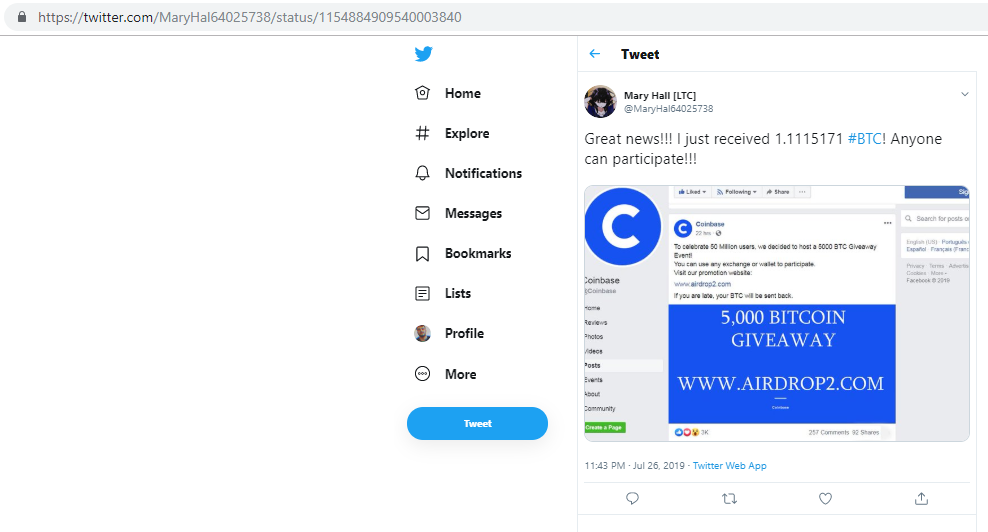 https://twitter.com/MaryHal64025738/status/1154884909540003840
Home
Explore
Notifications
Messages
Bookmarks
Lists
Profile
More
Tweet
Tweet
Mary Hall [LTC]
@MaryHal64025738
Great news!!! I just received 1.1115171 #BTC! Anyone
can participate!!!
Liked Following Share
Sig
Search for posts o
English (US) · Português
Español · Français (Franc
Privacy · Terms · Adverti
Cookies · More
Facebook © 2019
Coinbase
@Coinbase
Home
Reviews
Photos
Videos
Posts
Events
About
Community
Create a Page
Coinbase
22 hrs ·
To celebrate 50 Million users, we decided to host a 5000 BTC Giveaway
Event!
You can use any exchange or wallet to participate.
Visit our promotion website:
www.airdrop2.com
If you are late, your BTC will be sent back.
5,000 BITCOIN
GIVEAWAY
WWW.AIRDROP2.COM
Coinbase
3K
257 Comments 92 Shares
11:43 PM · Jul 26, 2019 · Twitter Web App